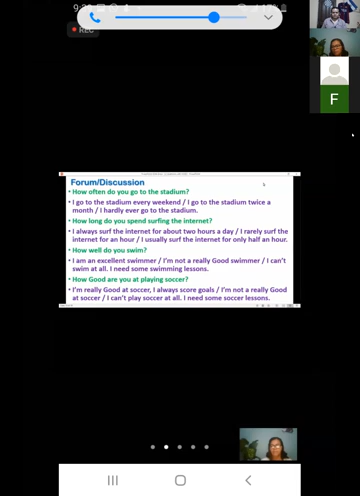 REC
F
Forum/Discussion
• How often do you go to the stadium?
• I go to the stadium every weekend / I go to the stadium twice a
month / I hardly ever go to the stadium.
• How long do you spend surfing the internet?
• I always surf the internet for about two hours a day / I rarely surf the
internet for an hour / I usually surf the internet for only half an hour.
• How well do you swim?
• I am an excellent swimmer / I'm not a really Good swimmer / I can't
swim at all. I need some swimming lessons.
• How Good are you at playing soccer?
• I'm really Good at soccer, I always score goals / I'm not a really Good
at soccer / I can't play soccer at all. I need some soccer lessons.